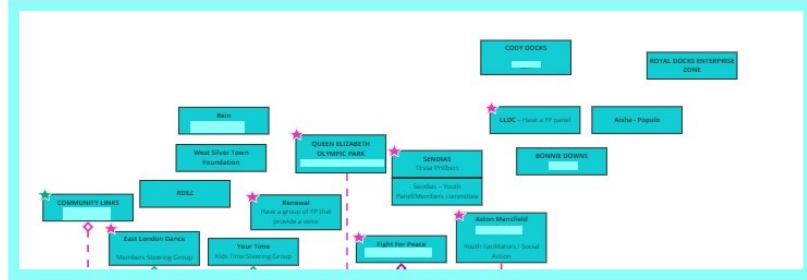 CODY DOCKS
ROYAL DOCKS ENTERPRISE
ZONE
Rein
LLDC – Have a YP panel
Aisha - Populo
QUEEN ELIZABETH
OLYMPIC PARK
West Silver Town
Foundation
SENDIAS
BONNIE DOWNS
Sendias – Youth
Panel/Members committee
RDEZ
COMMUNITY LINKS
Renewal
Have a group of YP that
provide a voice
Aston Mansfield
Youth Facilitators / Social
Action
East London Dance
Members Steering Group
Your Time
Kids Time Steering Group
Fight For Peace